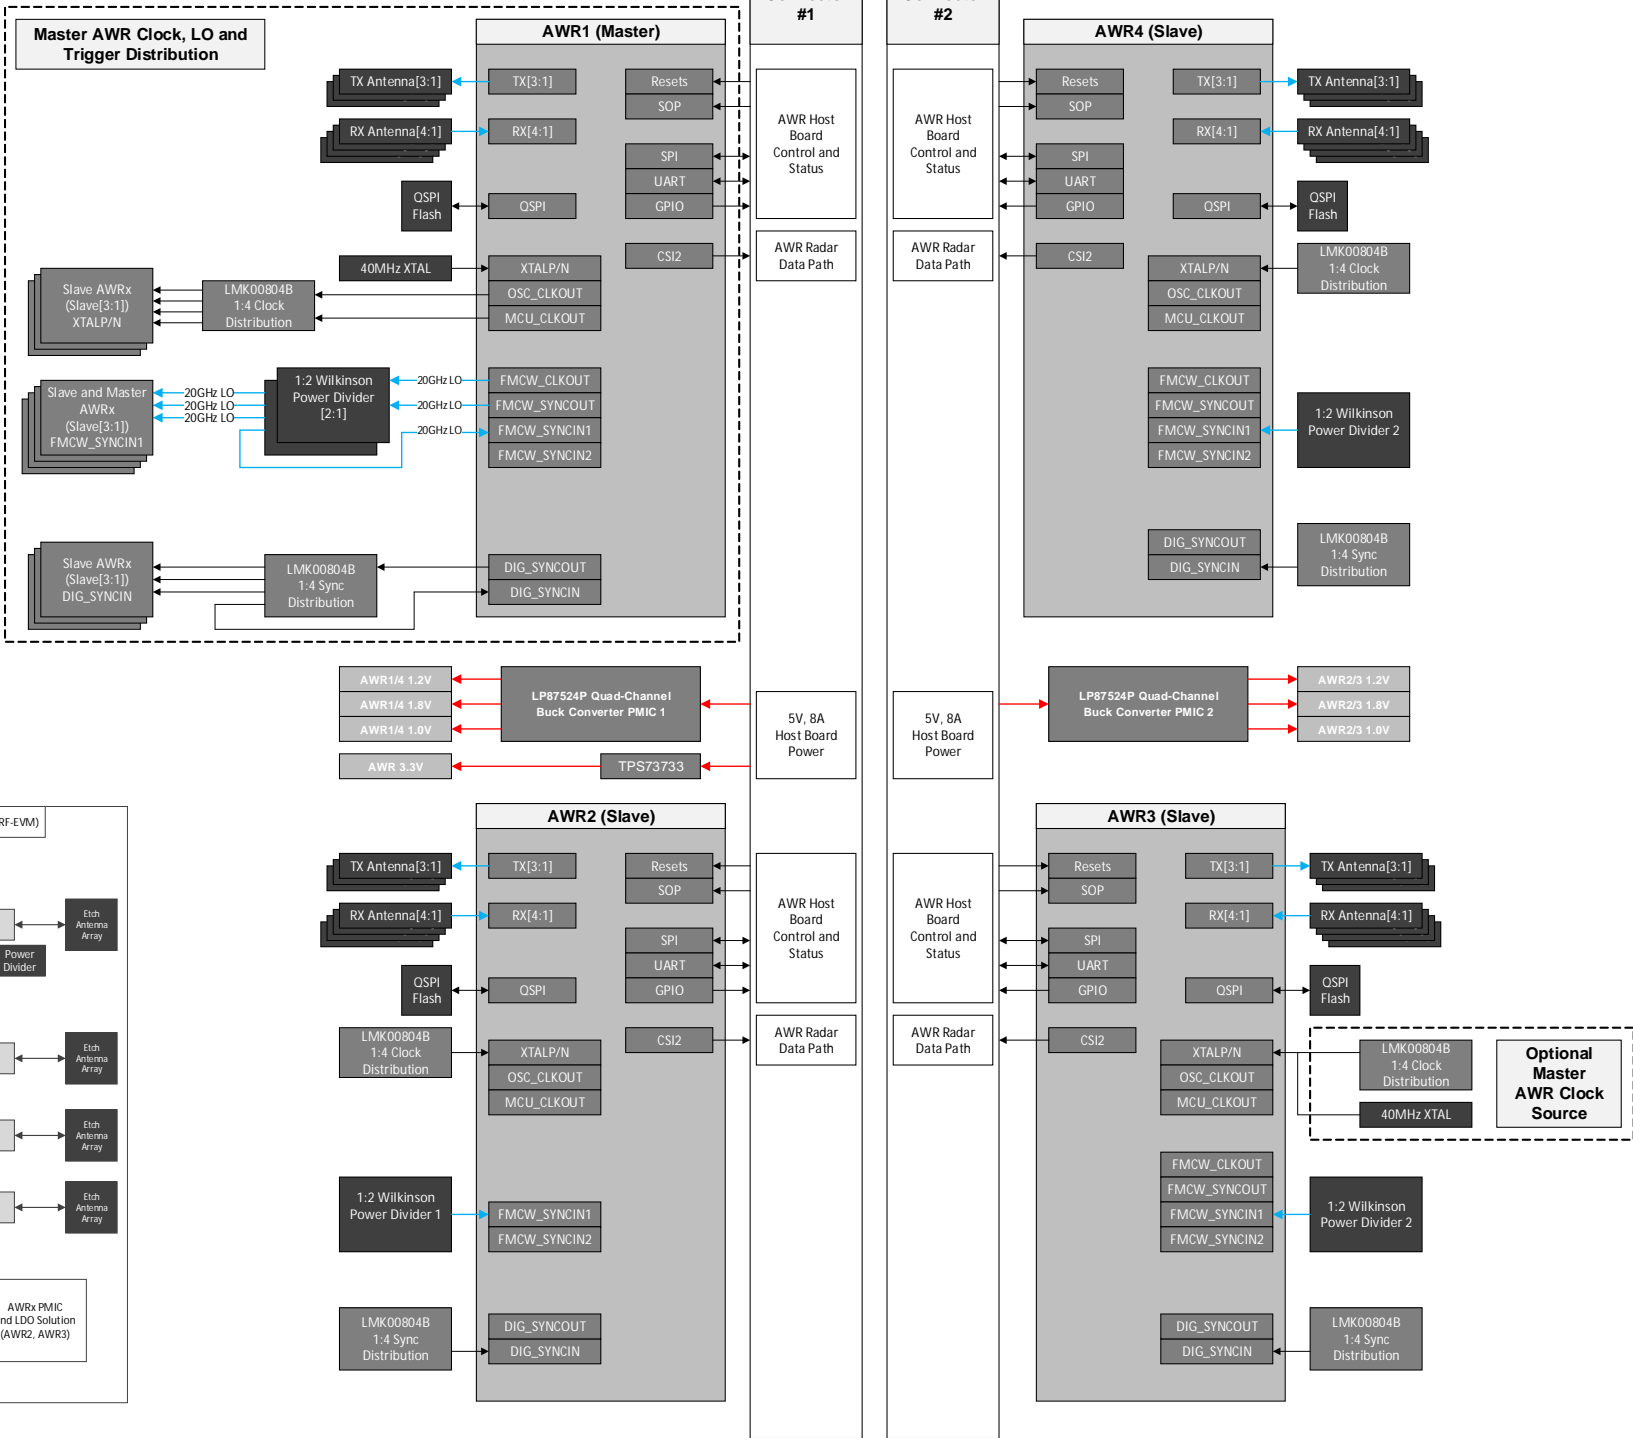 Master AWR Clock, LO and
Trigger Distribution
AWR1 (Master)
TX Antenna[3:1]
TX[3:1]
RX Antenna[4:1]
RX[4:1]
QSPI
Flash
QSPI
40MHz XTAL
XTALP/N
OSC_CLKOUT
MCU_CLKOUT
Slave AWRx
(Slave[3:1])
XTALP/N
LMK00804B
1:4 Clock
Distribution
Slave and Master
AWRx
(Slave[3:1])
FMCW_SYNCIN1
20GHz LO
20GHz LO
20GHz LO
1:2 Wilkinson
Power Divider
[2:1]
20GHz LO
20GHz LO
20GHz LO
FMCW_CLKOUT
FMCW_SYNCOUT
FMCW_SYNCIN1
FMCW_SYNCIN2
Slave AWRx
(Slave[3:1])
DIG_SYNCIN
LMK00804B
1:4 Sync
Distribution
DIG_SYNCOUT
DIG_SYNCIN
Resets
SOP
SPI
UART
GPIO
CSI2
#1
AWR Host
Board
Control and
Status
AWR Radar
Data Path
#2
AWR Host
Board
Control and
Status
AWR Radar
Data Path
AWR4 (Slave)
Resets
SOP
SPI
UART
GPIO
CSI2
TX[3:1]
TX Antenna[3:1]
RX[4:1]
RX Antenna[4:1]
QSPI
QSPI
Flash
XTALP/N
OSC_CLKOUT
MCU_CLKOUT
LMK00804B
1:4 Clock
Distribution
FMCW_CLKOUT
FMCW_SYNCOUT
FMCW_SYNCIN1
FMCW_SYNCIN2
1:2 Wilkinson
Power Divider 2
DIG_SYNCOUT
DIG_SYNCIN
LMK00804B
1:4 Sync
Distribution
AWR1/4 1.2V
AWR1/4 1.8V
AWR1/4 1.0V
LP87524P Quad-Channel
Buck Converter PMIC 1
AWR 3.3V
TPS73733
5V, 8A
Host Board
Power
5V, 8A
Host Board
Power
LP87524P Quad-Channel
Buck Converter PMIC 2
AWR2/3 1.2V
AWR2/3 1.8V
AWR2/3 1.0V
RF-EVM)
Etch
Antenna
Array
Power
Divider
Etch
Antenna
Array
Etch
Antenna
Array
Etch
Antenna
Array
AWRx PMIC
nd LDO Solution
(AWR2, AWR3)
AWR2 (Slave)
TX Antenna[3:1]
TX[3:1]
RX Antenna[4:1]
RX[4:1]
QSPI
Flash
QSPI
LMK00804B
1:4 Clock
Distribution
XTALP/N
OSC_CLKOUT
MCU_CLKOUT
1:2 Wilkinson
Power Divider 1
FMCW_SYNCIN1
FMCW_SYNCIN2
LMK00804B
1:4 Sync
Distribution
DIG_SYNCOUT
DIG_SYNCIN
Resets
SOP
SPI
UART
GPIO
CSI2
AWR Host
Board
Control and
Status
AWR Radar
Data Path
AWR Host
Board
Control and
Status
AWR Radar
Data Path
AWR3 (Slave)
Resets
SOP
SPI
UART
GPIO
CSI2
TX[3:1]
TX Antenna[3:1]
RX[4:1]
RX Antenna[4:1]
QSPI
QSPI
Flash
XTALP/N
OSC_CLKOUT
MCU_CLKOUT
LMK00804B
1:4 Clock
Distribution
40MHz XTAL
Optional
Master
AWR Clock
Source
FMCW_CLKOUT
FMCW_SYNCOUT
FMCW_SYNCIN1
FMCW_SYNCIN2
1:2 Wilkinson
Power Divider 2
DIG_SYNCOUT
DIG_SYNCIN
LMK00804B
1:4 Sync
Distribution